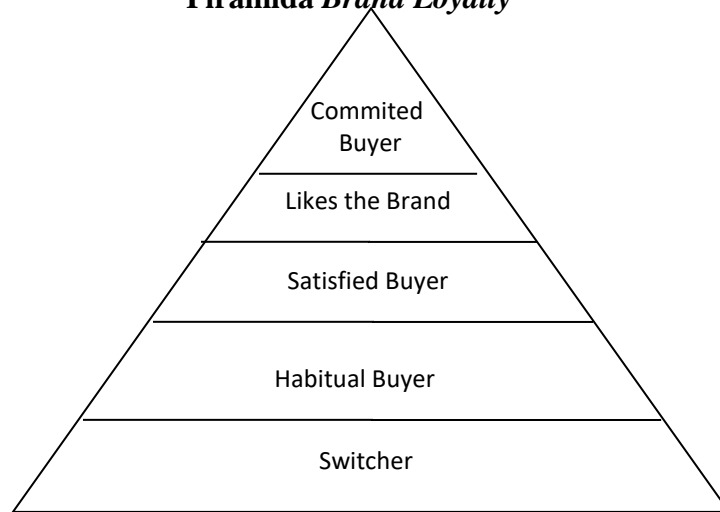 Piramida Brand Loyalty
Commited
Buyer
Likes the Brand
Satisfied Buyer
Habitual Buyer
Switcher